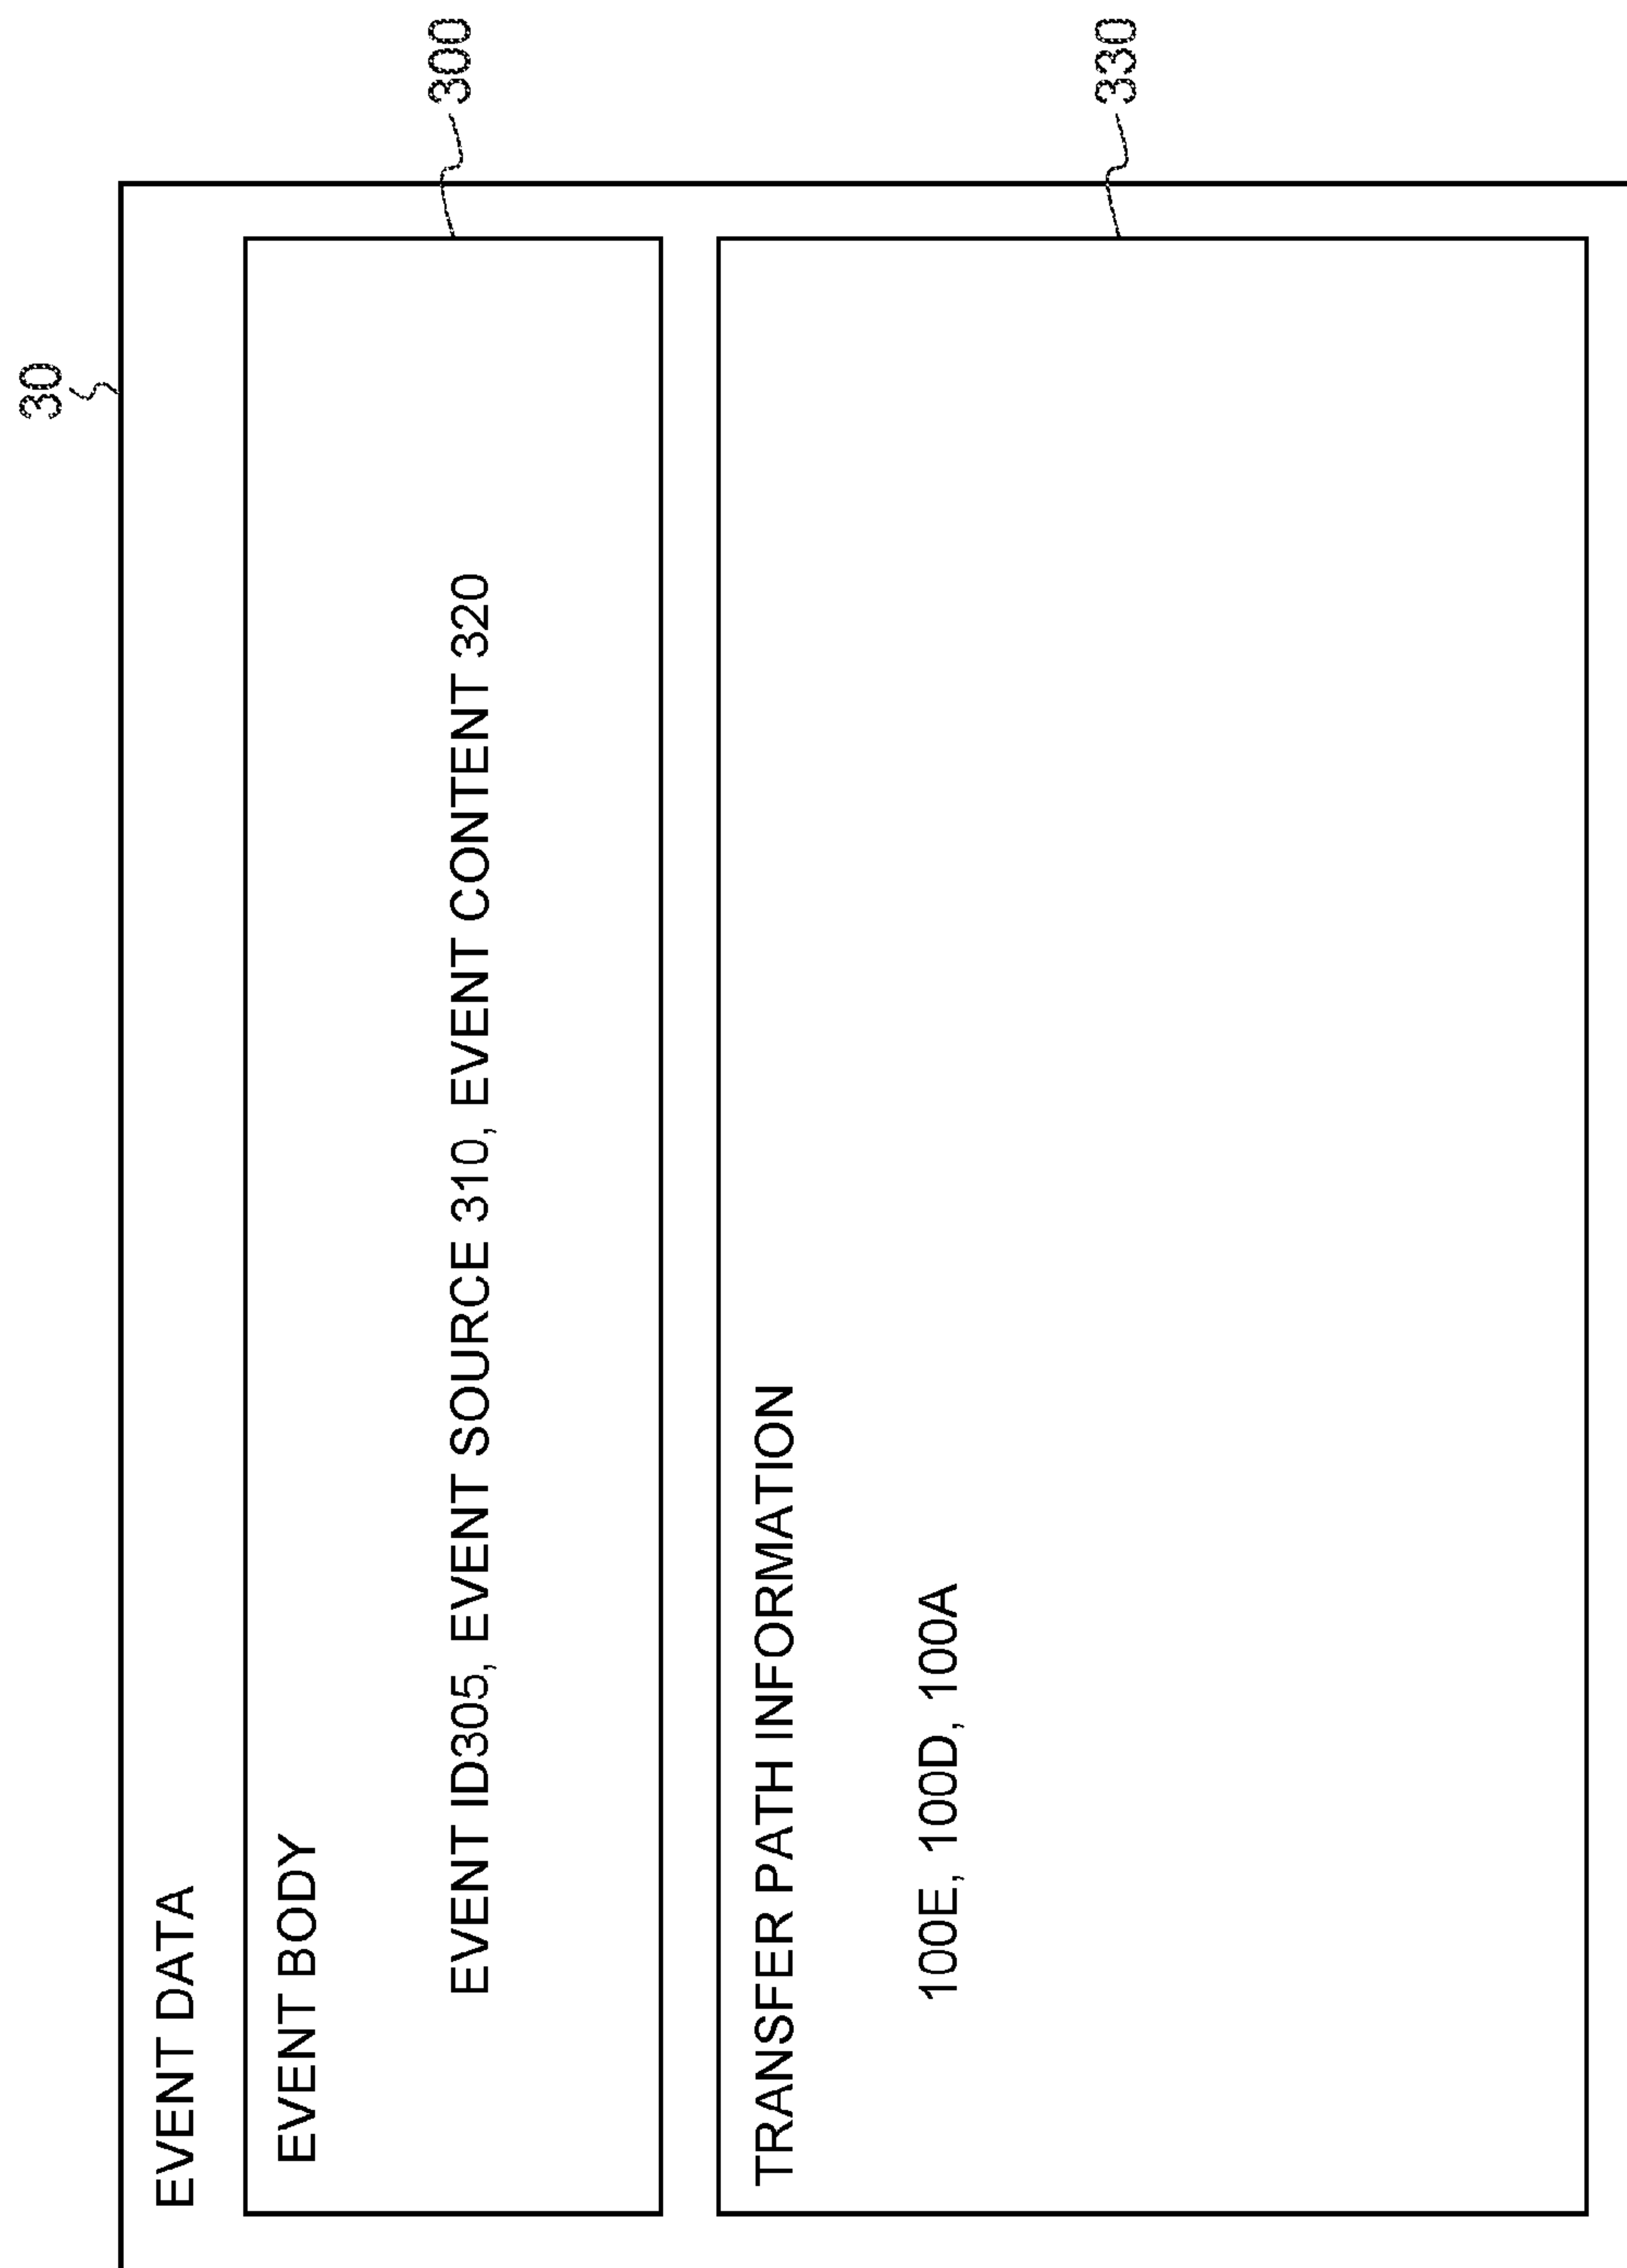 30
EVENT DATA
300
EVENT BODY
EVENT ID305, EVENT SOURCE 310, EVENT CONTENT 320
330
TRANSFER PATH INFORMATION
100E, 100D, 100A